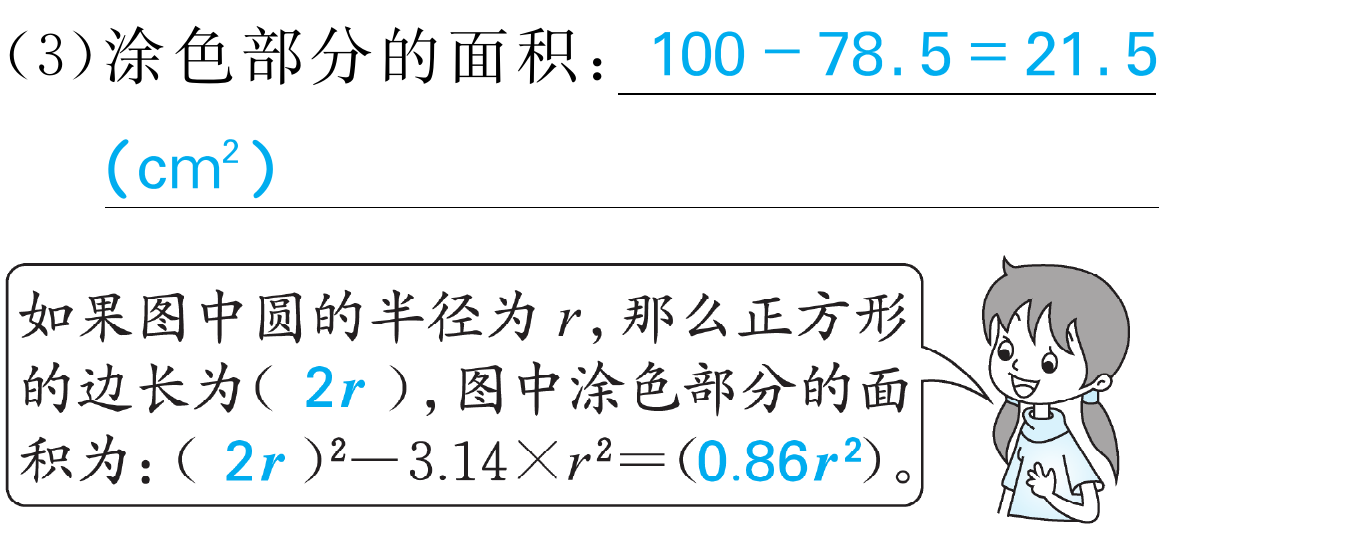 (3)涂色部分的面积：100－78.5＝21.5
(cm²)
如果图中圆的半径为r,那么正方形
的边长为( 2r ),图中涂色部分的面
积为:( 2r )²－3.14×r²＝(0.86r²)。